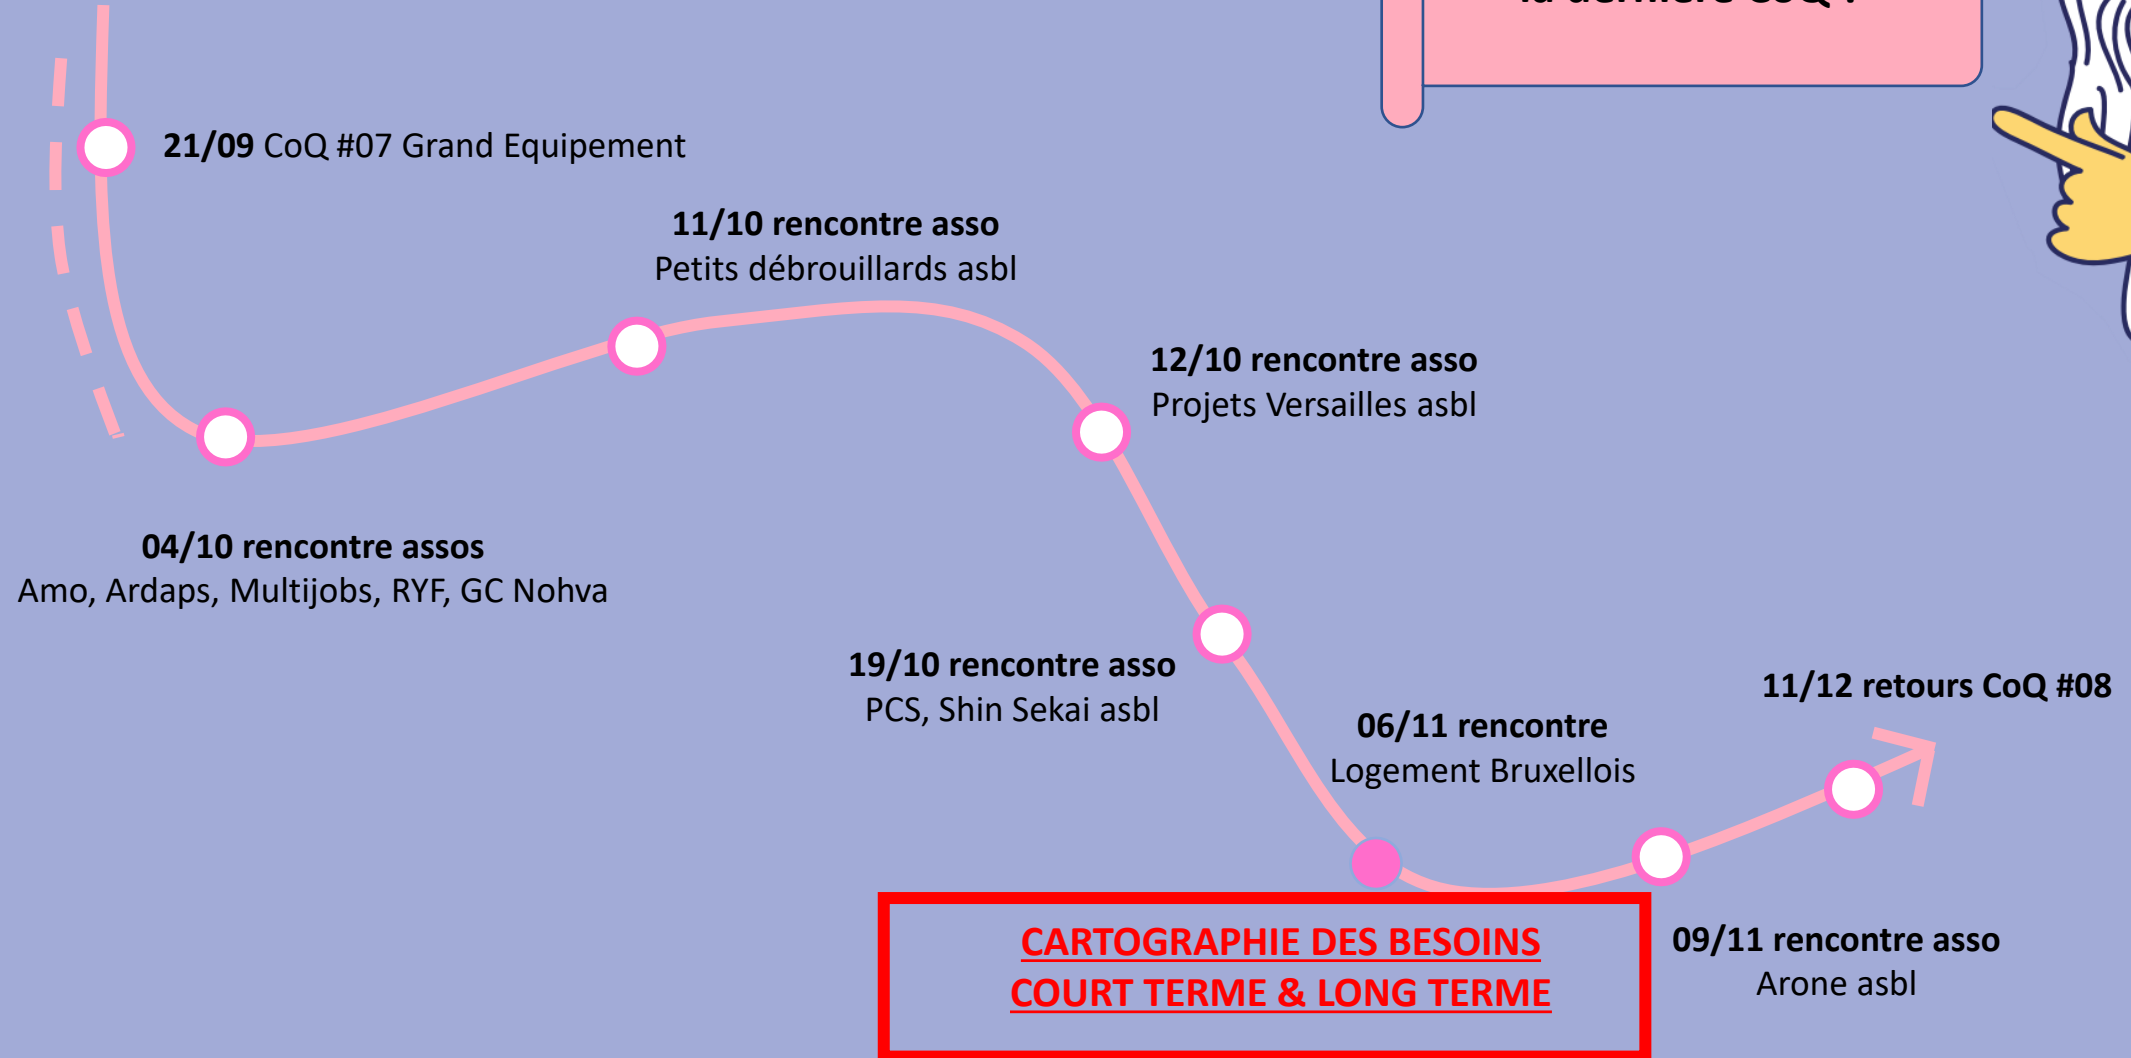 la dernière CoQ :
21/09 CoQ #07 Grand Equipement
11/10 rencontre asso
Petits débrouillards asbl
12/10 rencontre asso
Projets Versailles asbl
04/10 rencontre assos
Amo, Ardaps, Multijobs, RYF, GC Nohva
19/10 rencontre asso
PCS, Shin Sekai asbl
06/11 rencontre
Logement Bruxellois
11/12 retours CoQ #08
CARTOGRAPHIE DES BESOINS
COURT TERME & LONG TERME
09/11 rencontre asso
Arone asbl